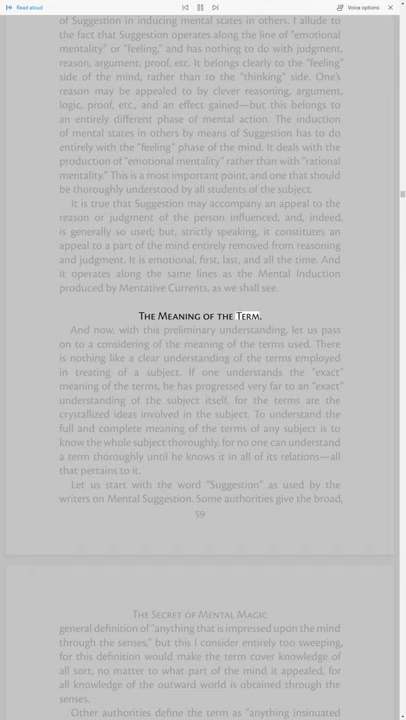 Read aloud
Voice options
of Suggestion in inducing mental states in others. I allude to
the fact that Suggestion operates along the line of “emotional
mentality” or “feeling,” and has nothing to do with judgment,
reason, argument, proof, etc. It belongs clearly to the “feeling”
side of the mind, rather than to the “thinking” side. One’s
reason may be appealed to by clever reasoning, argument,
logic, proof, etc., and an effect gained—but this belongs to
an entirely different phase of mental action. The induction
of mental states in others by means of Suggestion has to do
entirely with the “feeling” phase of the mind. It deals with the
production of “emotional mentality” rather than with “rational
mentality.” This is a most important point, and one that should
be thoroughly understood by all students of the subject.
It is true that Suggestion may accompany an appeal to the
reason or judgment of the person influenced, and, indeed,
is generally so used; but, strictly speaking, it constitutes an
appeal to a part of the mind entirely removed from reasoning
and judgment. It is emotional, first, last, and all the time. And
it operates along the same lines as the Mental Induction
produced by Mentative Currents, as we shall see.
The Meaning of the Term.
And now, with this preliminary understanding, let us pass
on to a considering of the meaning of the terms used. There
is nothing like a clear understanding of the terms employed
in treating of a subject. If one understands the “exact”
meaning of the terms, he has progressed very far to an “exact”
understanding of the subject itself, for the terms are the
crystallized ideas involved in the subject. To understand the
full and complete meaning of the terms of any subject is to
know the whole subject thoroughly, for no one can understand
a term thoroughly until he knows it in all of its relations—all
that pertains to it.
Let us start with the word “Suggestion” as used by the
writers on Mental Suggestion. Some authorities give the broad,
59
The Secret of Mental Magic
general definition of “anything that is impressed upon the mind
through the senses,” but this I consider entirely too sweeping,
for this definition would make the term cover knowledge of
all sort, no matter to what part of the mind it appealed, for
all knowledge of the outward world is obtained through the
senses.
Other authorities define the term as “anything insinuated